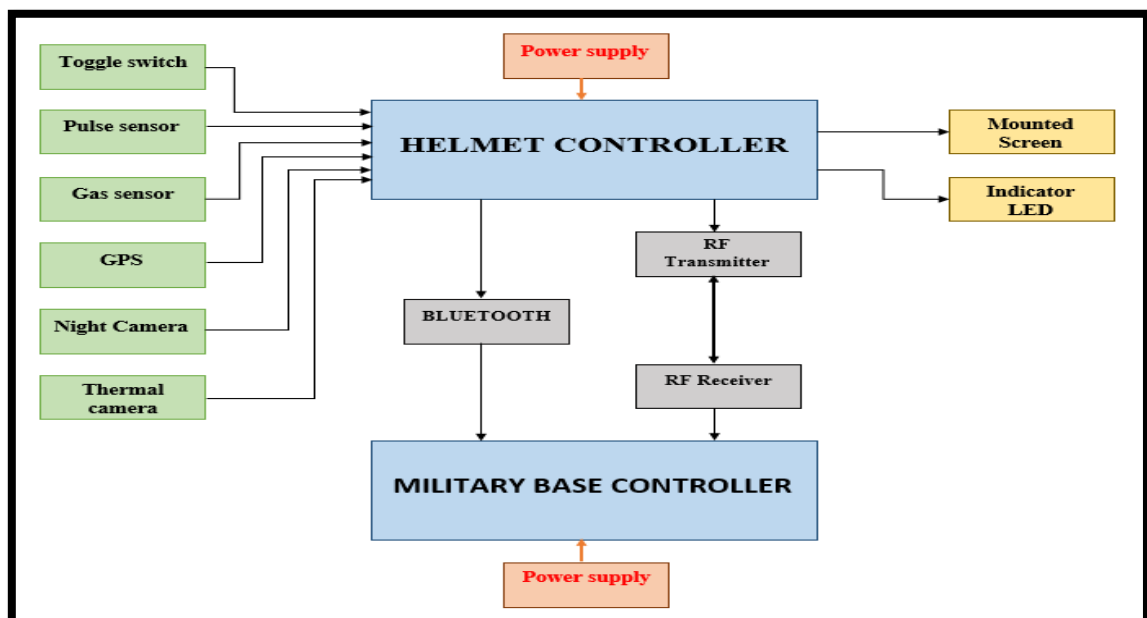 Power supply
Toggle switch
Pulse sensor
Gas sensor
GPS
Night Camera
Thermal
camera
HELMET CONTROLLER
Mounted
Screen
Indicator
LED
RF
Transmitter
BLUETOOTH
RF Receiver
MILITARY BASE CONTROLLER
Power supply